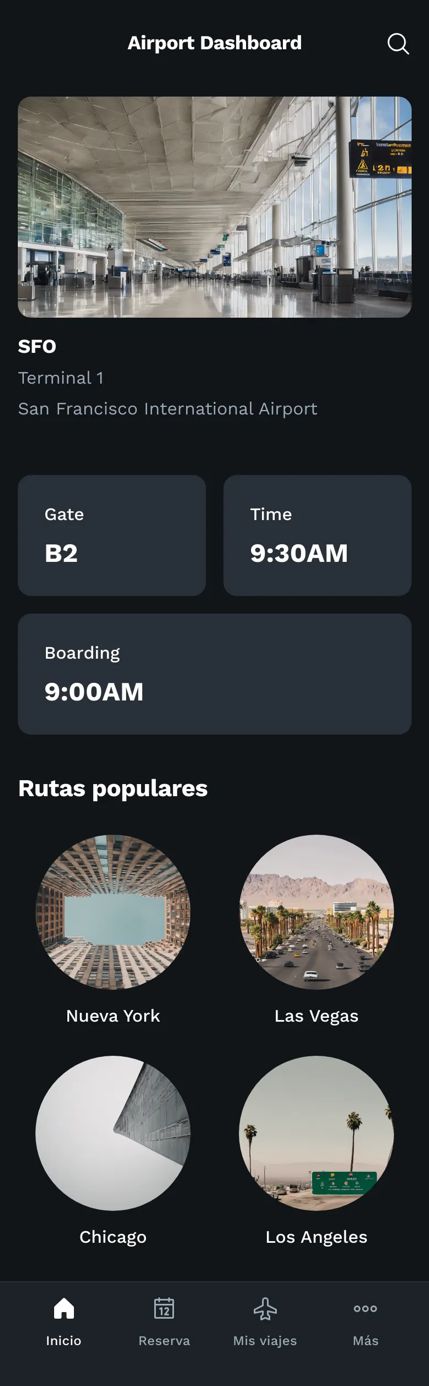 Airport Dashboard
SFO
Terminal 1
San Francisco International Airport
Gate
B2
Time
9:30AM
Boarding
9:00AM
Rutas populares
Nueva York
Las Vegas
Chicago
Los Angeles
12
Inicio
Reserva
Mis viajes
Más